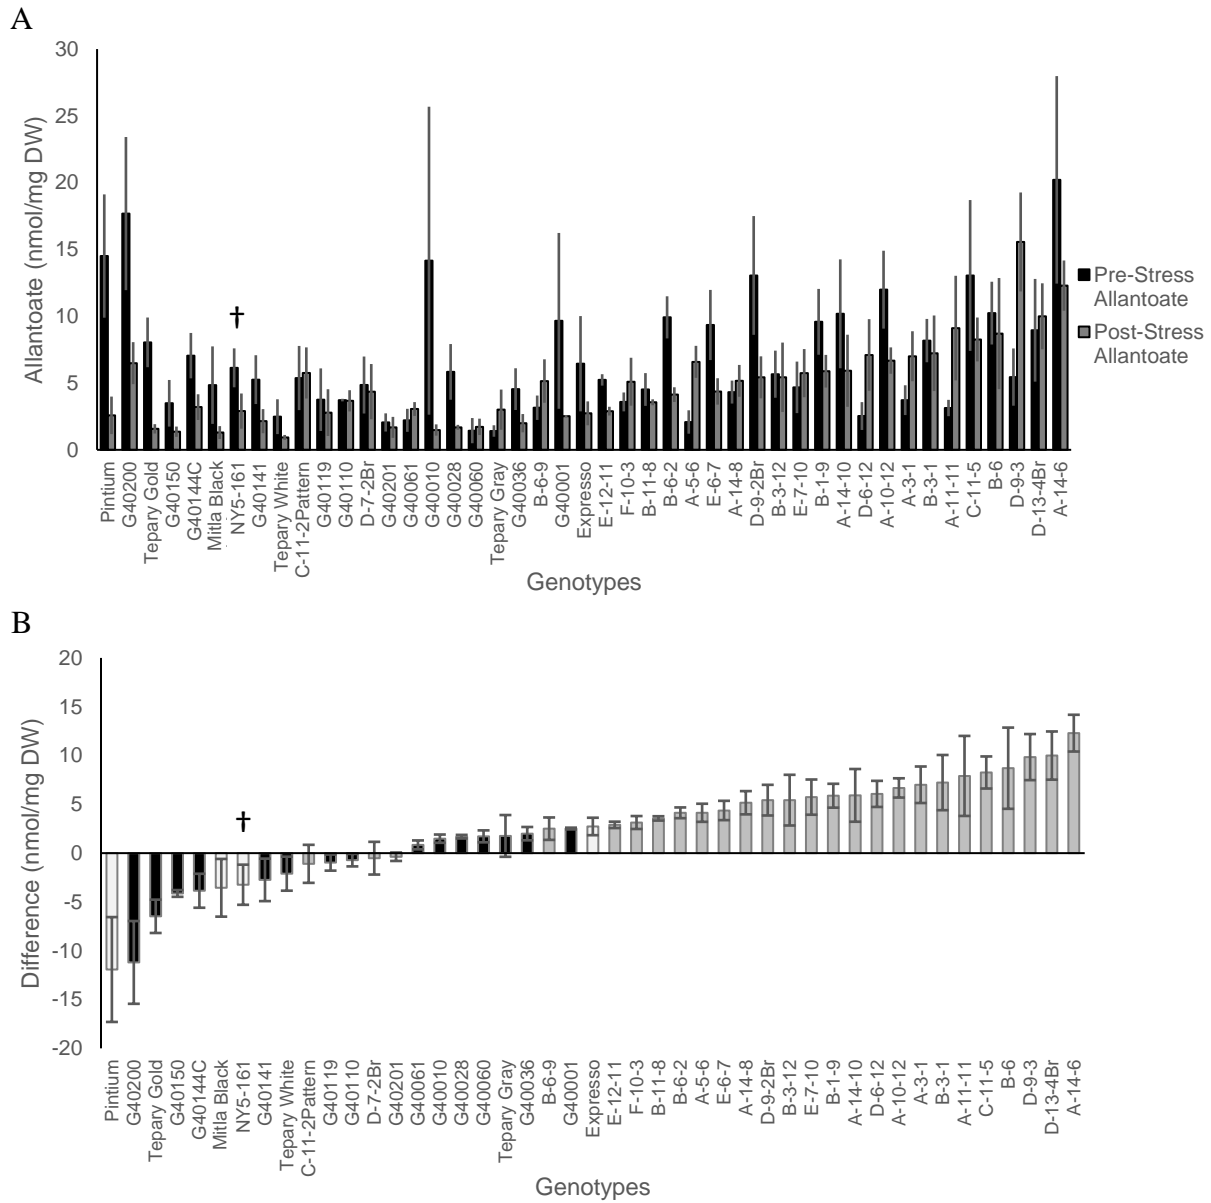 A
30
25
20
15
10
5
0
Allantoate (nmol/mg DW)
†
Pre-Stress
Allantoate
Post-Stress
Allantoate
Pintium
G40200
Tepary Gold
G40150
G40144C
Mitla Black
NY5-161
G40141
Tepary White
C-11-2Pattern
G40119
G40110
D-7-2Br
G40201
G40061
G40010
G40028
G40060
Tepary Gray
G40036
B-6-9
G40001
Expresso
E-12-11
F-10-3
B-11-8
B-6-2
A-5-6
E-6-7
A-14-8
D-9-2Br
B-3-12
E-7-10
B-1-9
A-14-10
D-6-12
A-10-12
A-3-1
B-3-1
A-11-11
C-11-5
B-6
D-9-3
D-13-4Br
A-14-6
Genotypes
B
20
15
10
5
0
-5
-10
-15
-20
Difference (nmol/mg DW)
†
Pintium
G40200
Tepary Gold
G40150
G40144C
Mitla Black
NY5-161
G40141
Tepary White
C-11-2Pattern
G40119
G40110
D-7-2Br
G40201
G40061
G40010
G40028
G40060
Tepary Gray
G40036
B-6-9
G40001
Expresso
E-12-11
F-10-3
B-11-8
B-6-2
A-5-6
E-6-7
A-14-8
D-9-2Br
B-3-12
E-7-10
B-1-9
A-14-10
D-6-12
A-10-12
A-3-1
B-3-1
A-11-11
C-11-5
B-6
D-9-3
D-13-4Br
A-14-6
Genotypes